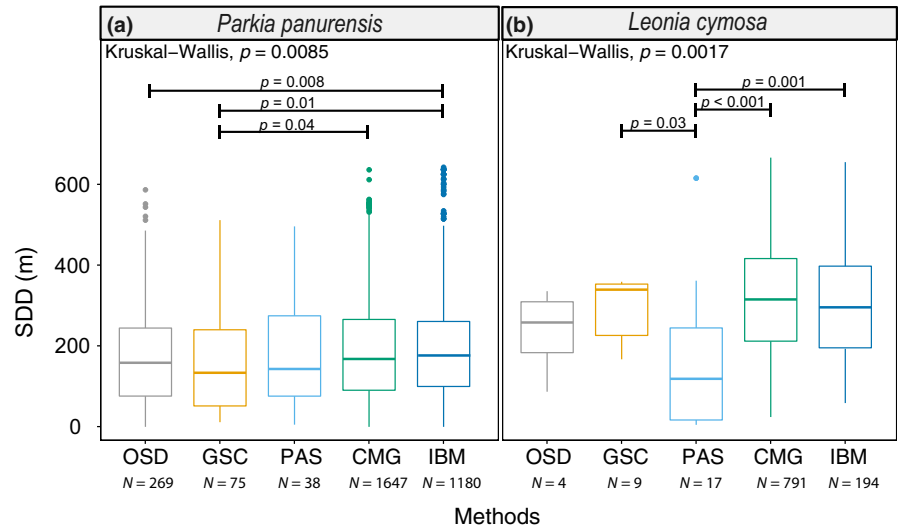 (a) Parkia panurensis
Kruskal−Wallis, p = 0.0085
p = 0.008
p = 0.01
p = 0.04
(b) Leonia cymosa
Kruskal−Wallis, p = 0.0017
p = 0.001
p < 0.001
p = 0.03
SDD (m)
600
400
200
0
OSD GSC PAS CMG IBM
N = 269 N = 75 N = 38 N = 1647 N = 1180
OSD GSC PAS CMG IBM
N = 4 N = 9 N = 17 N = 791 N = 194
Methods